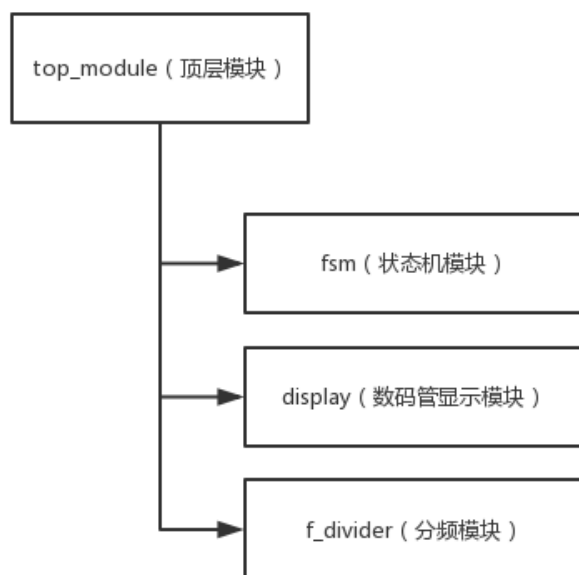 top_module（顶层模块）
fsm（状态机模块）
display（数码管显示模块）
f_divider（分频模块）